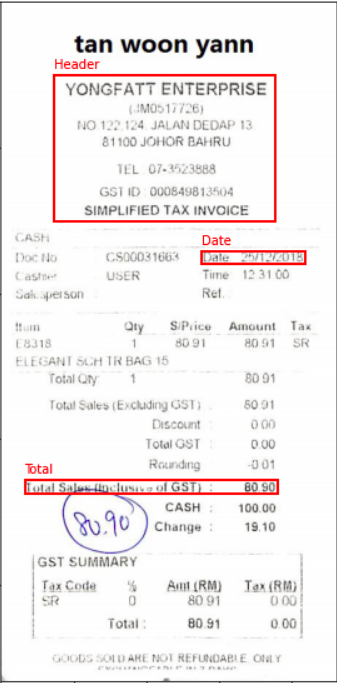 tan woon yann
Header
YONGFATT ENTERPRISE
(JM0517726)
NO 122,124, JALAN DEDAP 13
81100 JOHOR BAHRU
TEL 07-3523888
GST ID : 000849813504
SIMPLIFIED TAX INVOICE
CASH
Date
Doc No : CS00031663 Date 25/12/2018
Cashier USER Time 12:31:00
Salesperson : Ref. :
Item Qty S/Price Amount Tax
E8318 1 80.91 80.91 SR
ELEGANT SCH TR BAG 15
Total Qty: 1 80.91
Total Sales (Excluding GST) : 80.91
Discount : 0.00
Total GST : 0.00
Rounding -0.01
Total
Total Sales (Inclusive of GST) : 80.90
CASH : 100.00
80.90
Change : 19.10
GST SUMMARY
Tax Code % Amt (RM) Tax (RM)
SR 0 80.91 0.00
Total : 80.91 0.00
GOODS SOLD ARE NOT REFUNDABLE, ONLY